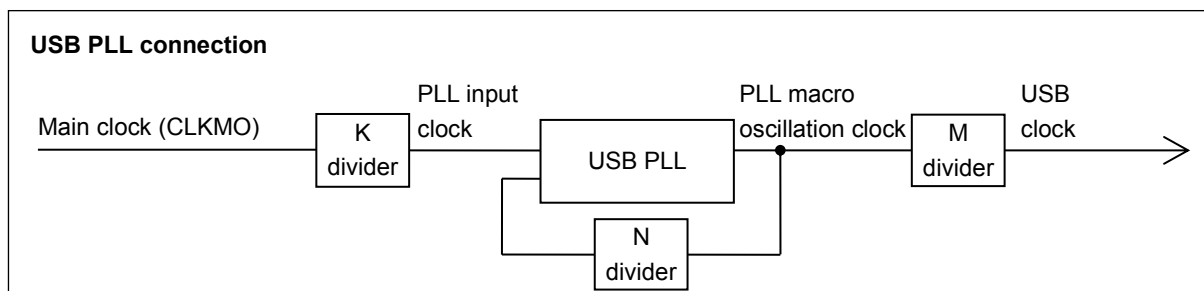 USB PLL connection
Main clock (CLKMO)
K
divider
PLL input
clock
USB PLL
N
divider
PLL macro
oscillation clock
M
divider
USB
clock